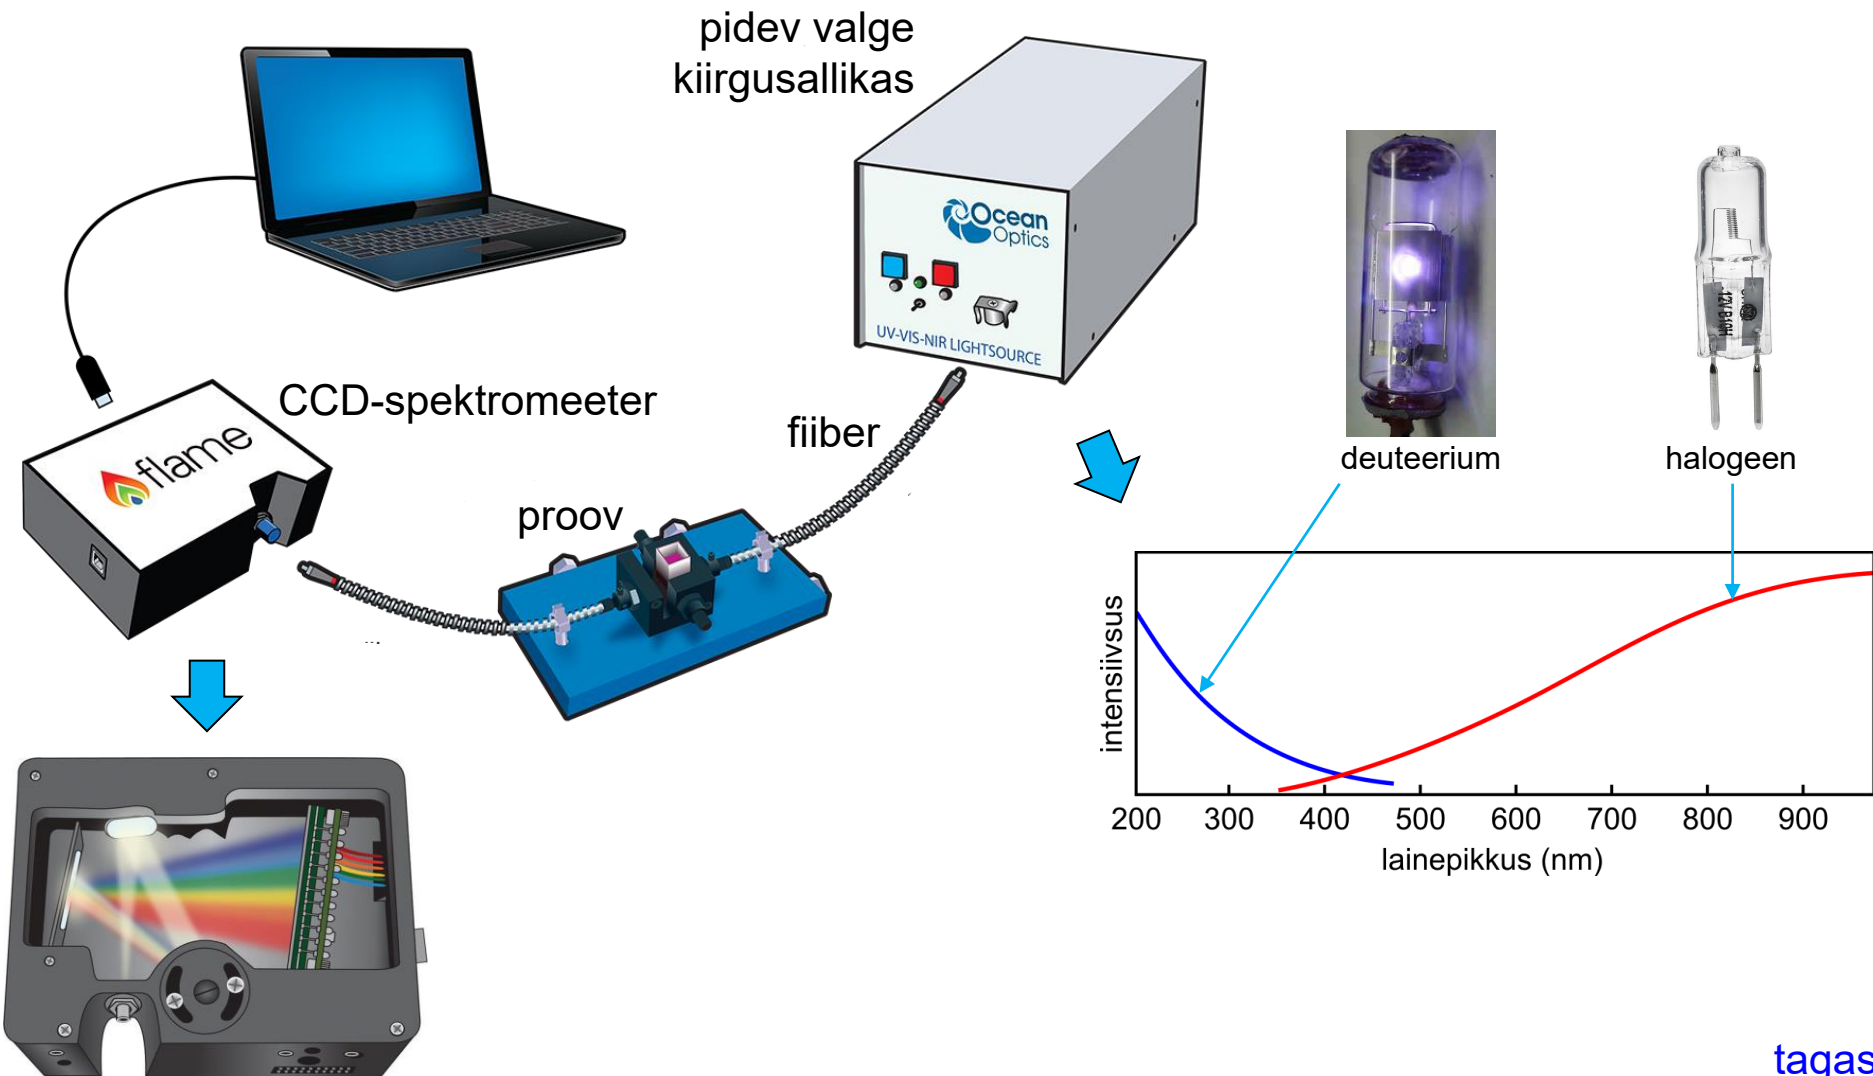 pidev valge
kiirgusallikas
Ocean
Optics
UV-VIS-NIR LIGHTSOURCE
CCD-spektromeeter
flame
fiiber
proov
deuteerium
halogeen
intensiivsus
200 300 400 500 600 700 800 900
lainepikkus (nm)
tagas